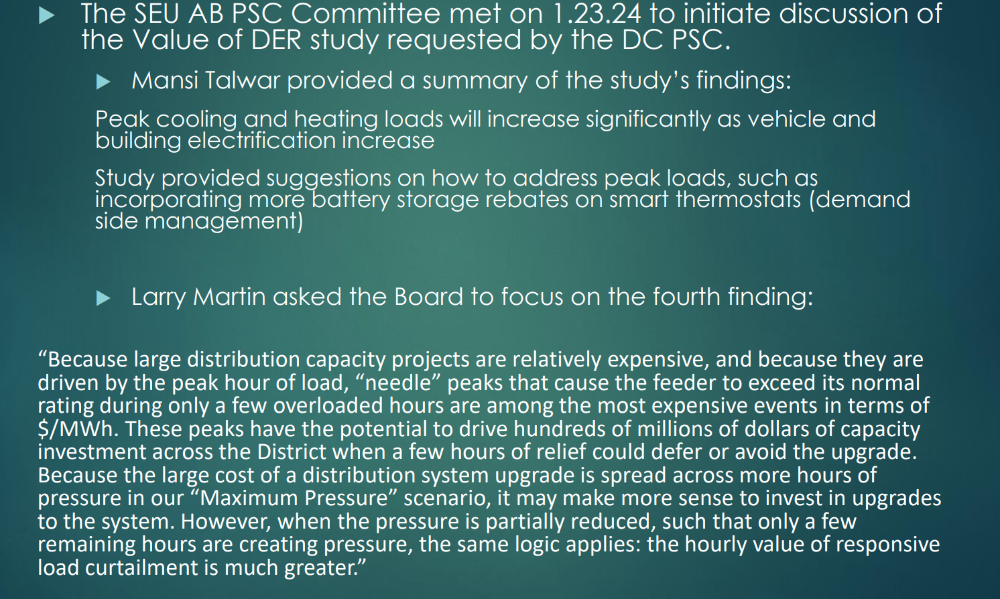 The SEU AB PSC Committee met on 1.23.24 to initiate discussion of
the Value of DER study requested by the DC PSC.
Mansi Talwar provided a summary of the study’s findings:
Peak cooling and heating loads will increase significantly as vehicle and
building electrification increase
Study provided suggestions on how to address peak loads, such as
incorporating more battery storage rebates on smart thermostats (demand
side management)
Larry Martin asked the Board to focus on the fourth finding:
“Because large distribution capacity projects are relatively expensive, and because they are
driven by the peak hour of load, “needle” peaks that cause the feeder to exceed its normal
rating during only a few overloaded hours are among the most expensive events in terms of
$/MWh. These peaks have the potential to drive hundreds of millions of dollars of capacity
investment across the District when a few hours of relief could defer or avoid the upgrade.
Because the large cost of a distribution system upgrade is spread across more hours of
pressure in our “Maximum Pressure” scenario, it may make more sense to invest in upgrades
to the system. However, when the pressure is partially reduced, such that only a few
remaining hours are creating pressure, the same logic applies: the hourly value of responsive
load curtailment is much greater.”